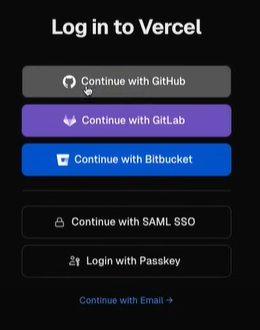 Log in to Vercel
Continue with GitHub
Continue with GitLab
Continue with Bitbucket
Continue with SAML SSO
Login with Passkey
Continue with Email →